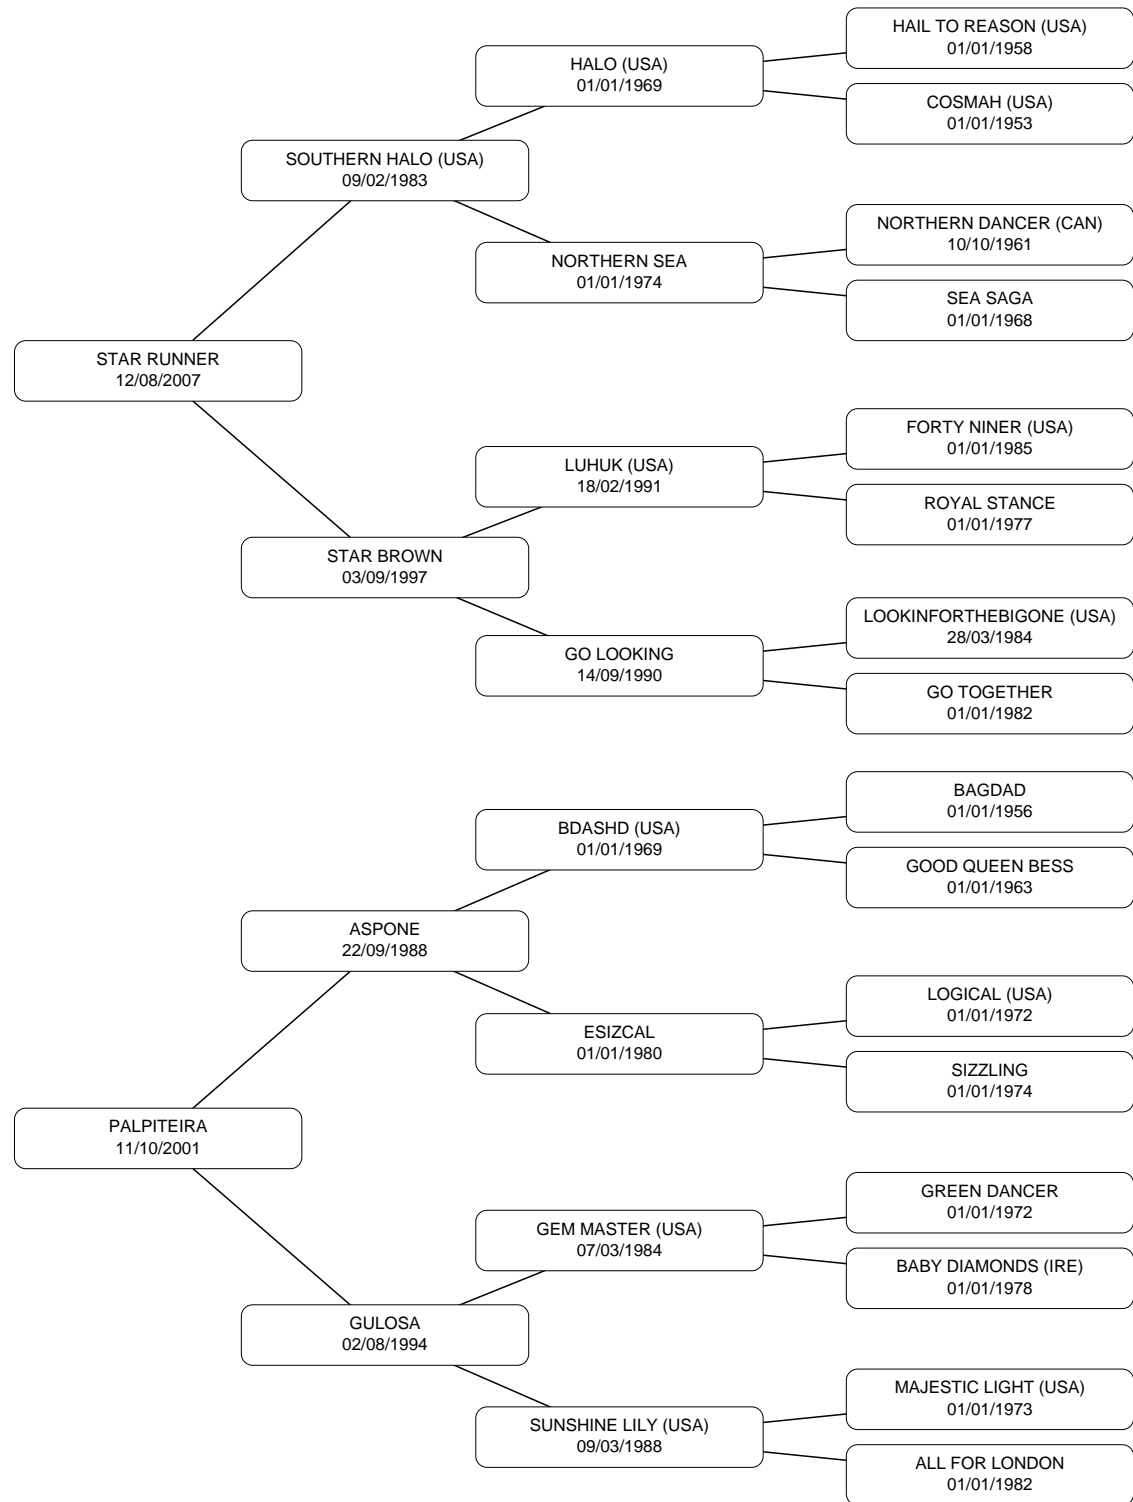 HAIL TO REASON (USA)
01/01/1958
HALO (USA)
01/01/1969
COSMAH (USA)
01/01/1953
SOUTHERN HALO (USA)
09/02/1983
NORTHERN DANCER (CAN)
10/10/1961
NORTHERN SEA
01/01/1974
SEA SAGA
01/01/1968
STAR RUNNER
12/08/2007
FORTY NINER (USA)
01/01/1985
LUHUK (USA)
18/02/1991
ROYAL STANCE
01/01/1977
STAR BROWN
03/09/1997
LOOKINFORTHEBIGONE (USA)
28/03/1984
GO LOOKING
14/09/1990
GO TOGETHER
01/01/1982
BAGDAD
01/01/1956
BDASHD (USA)
01/01/1969
GOOD QUEEN BESS
01/01/1963
ASPONE
22/09/1988
LOGICAL (USA)
01/01/1972
ESIZCAL
01/01/1980
SIZZLING
01/01/1974
PALPITEIRA
11/10/2001
GREEN DANCER
01/01/1972
GEM MASTER (USA)
07/03/1984
BABY DIAMONDS (IRE)
01/01/1978
GULOSA
02/08/1994
MAJESTIC LIGHT (USA)
01/01/1973
SUNSHINE LILY (USA)
09/03/1988
ALL FOR LONDON
01/01/1982